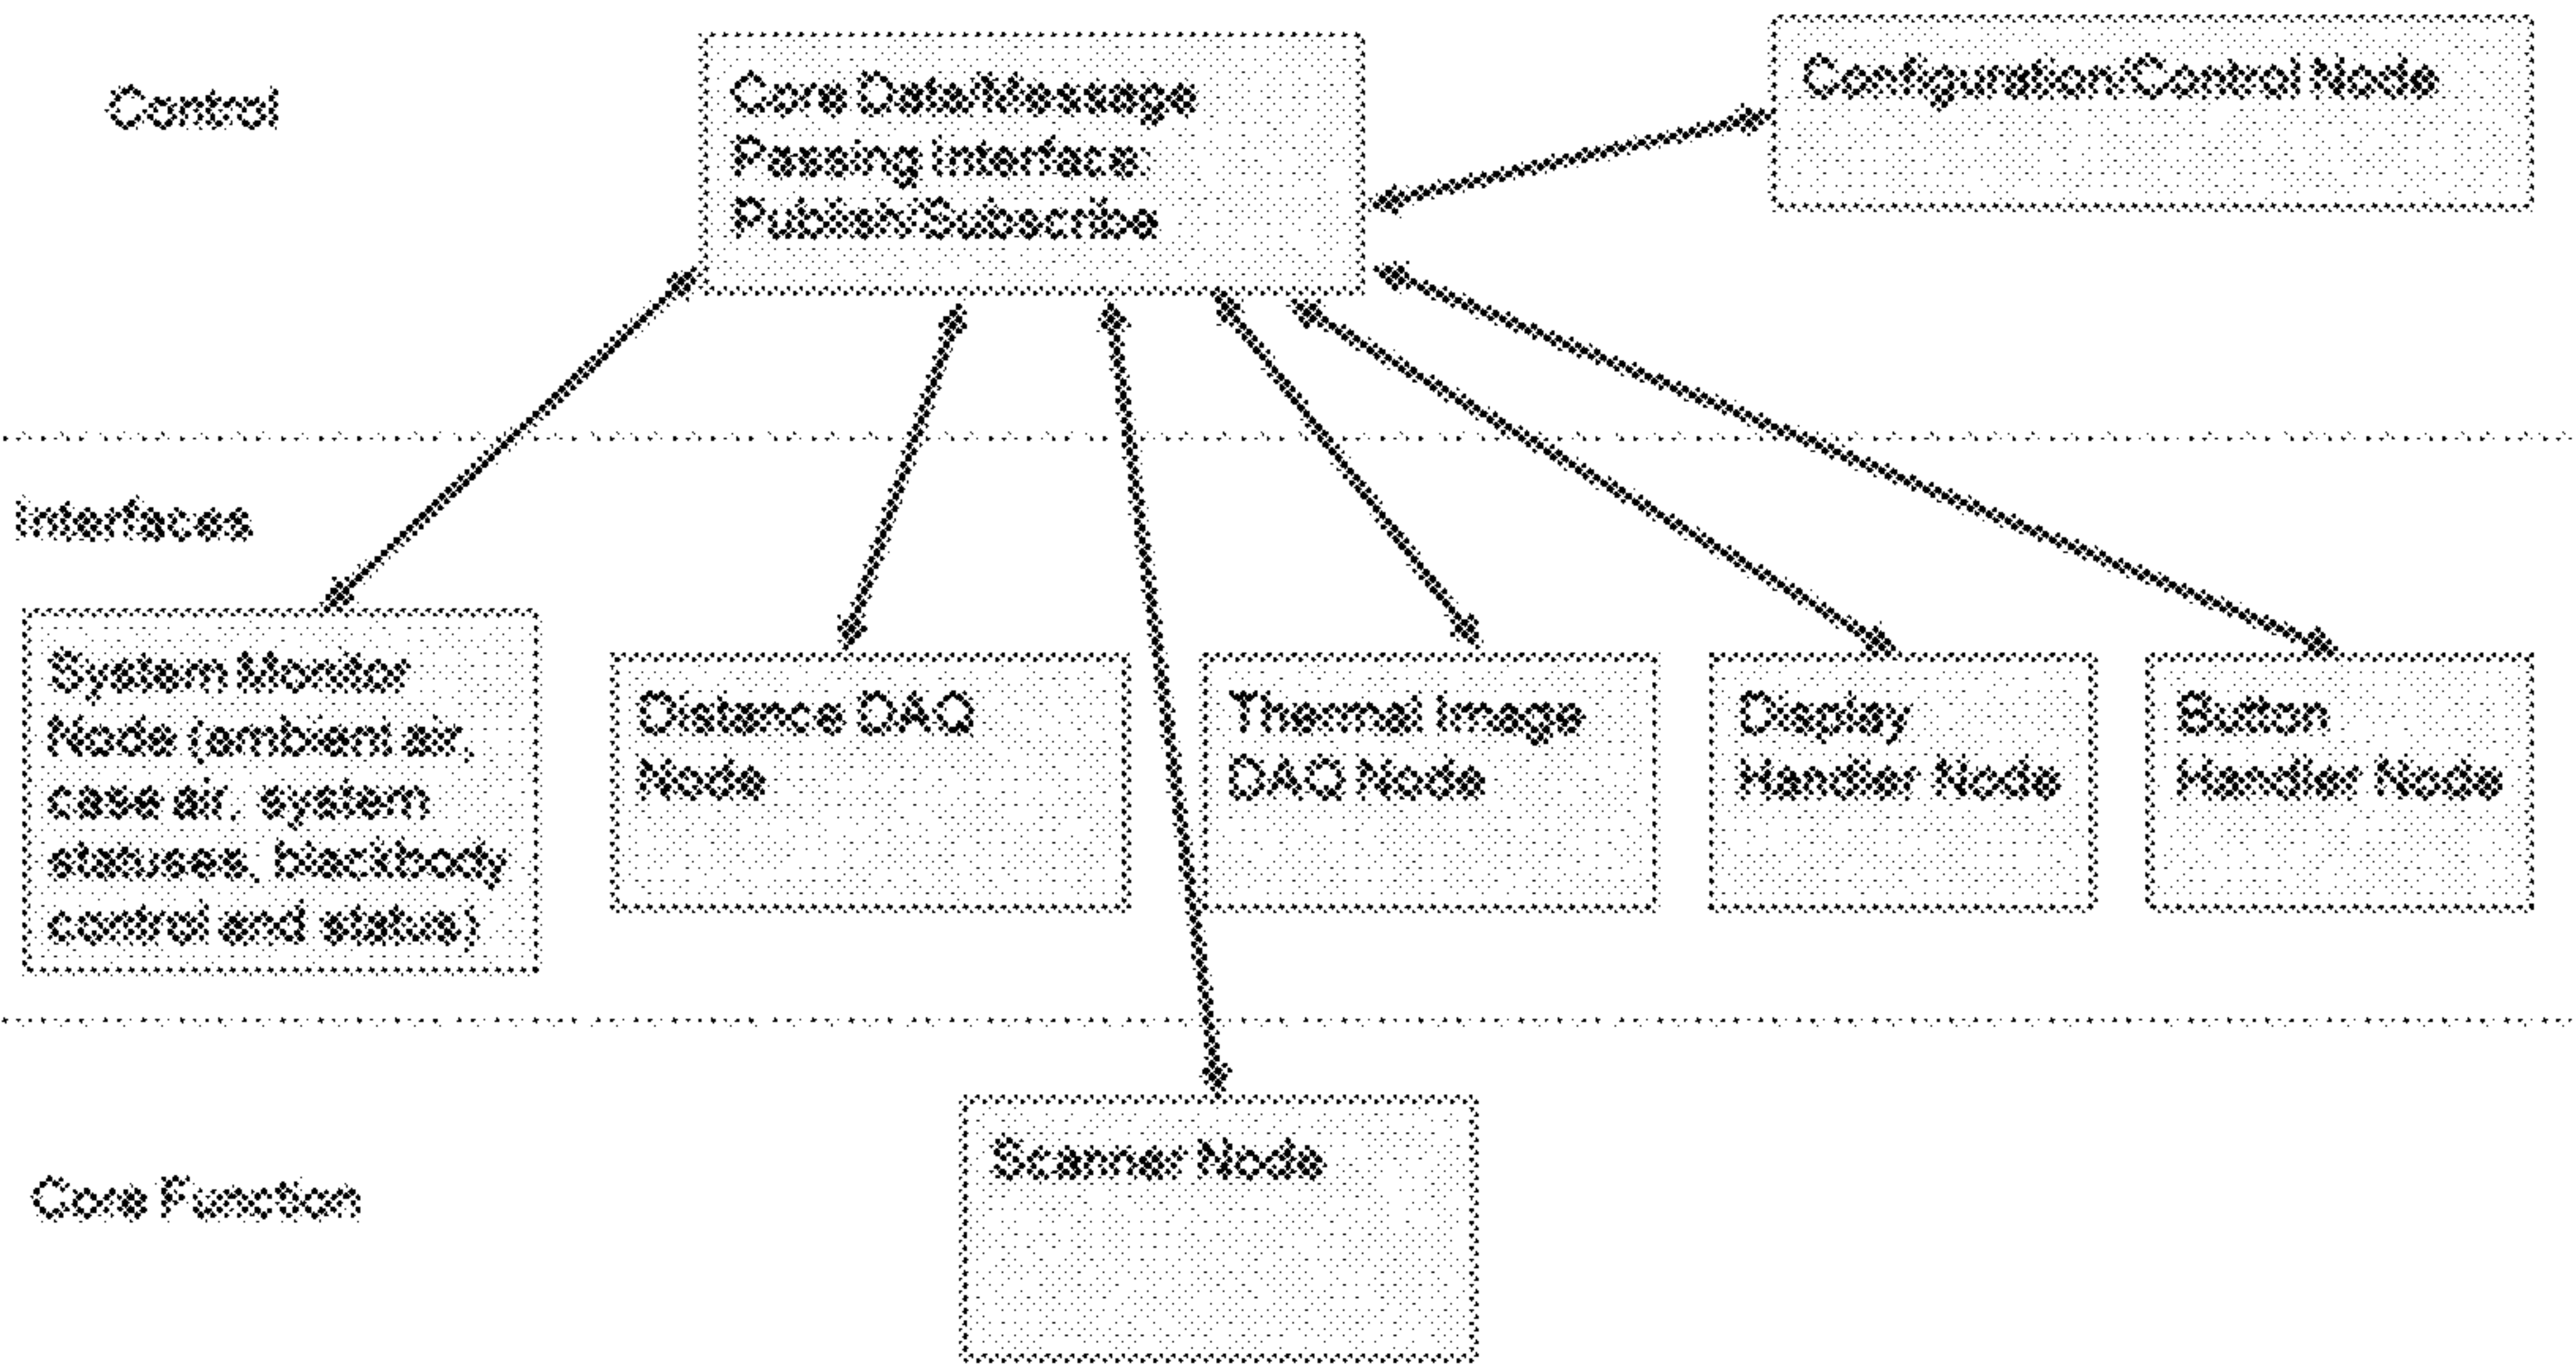 Control
Core Data/Message
Passing Interface:
Publish/Subscribe
Configuration/Control Node
Interfaces
System Monitor
Node (ambient air,
case air, system
statuses, blackbody
control and status)
Distance DAQ
Node
Thermal Image
DAQ Node
Display
Handler Node
Button
Handler Node
Core Function
Scanner Node